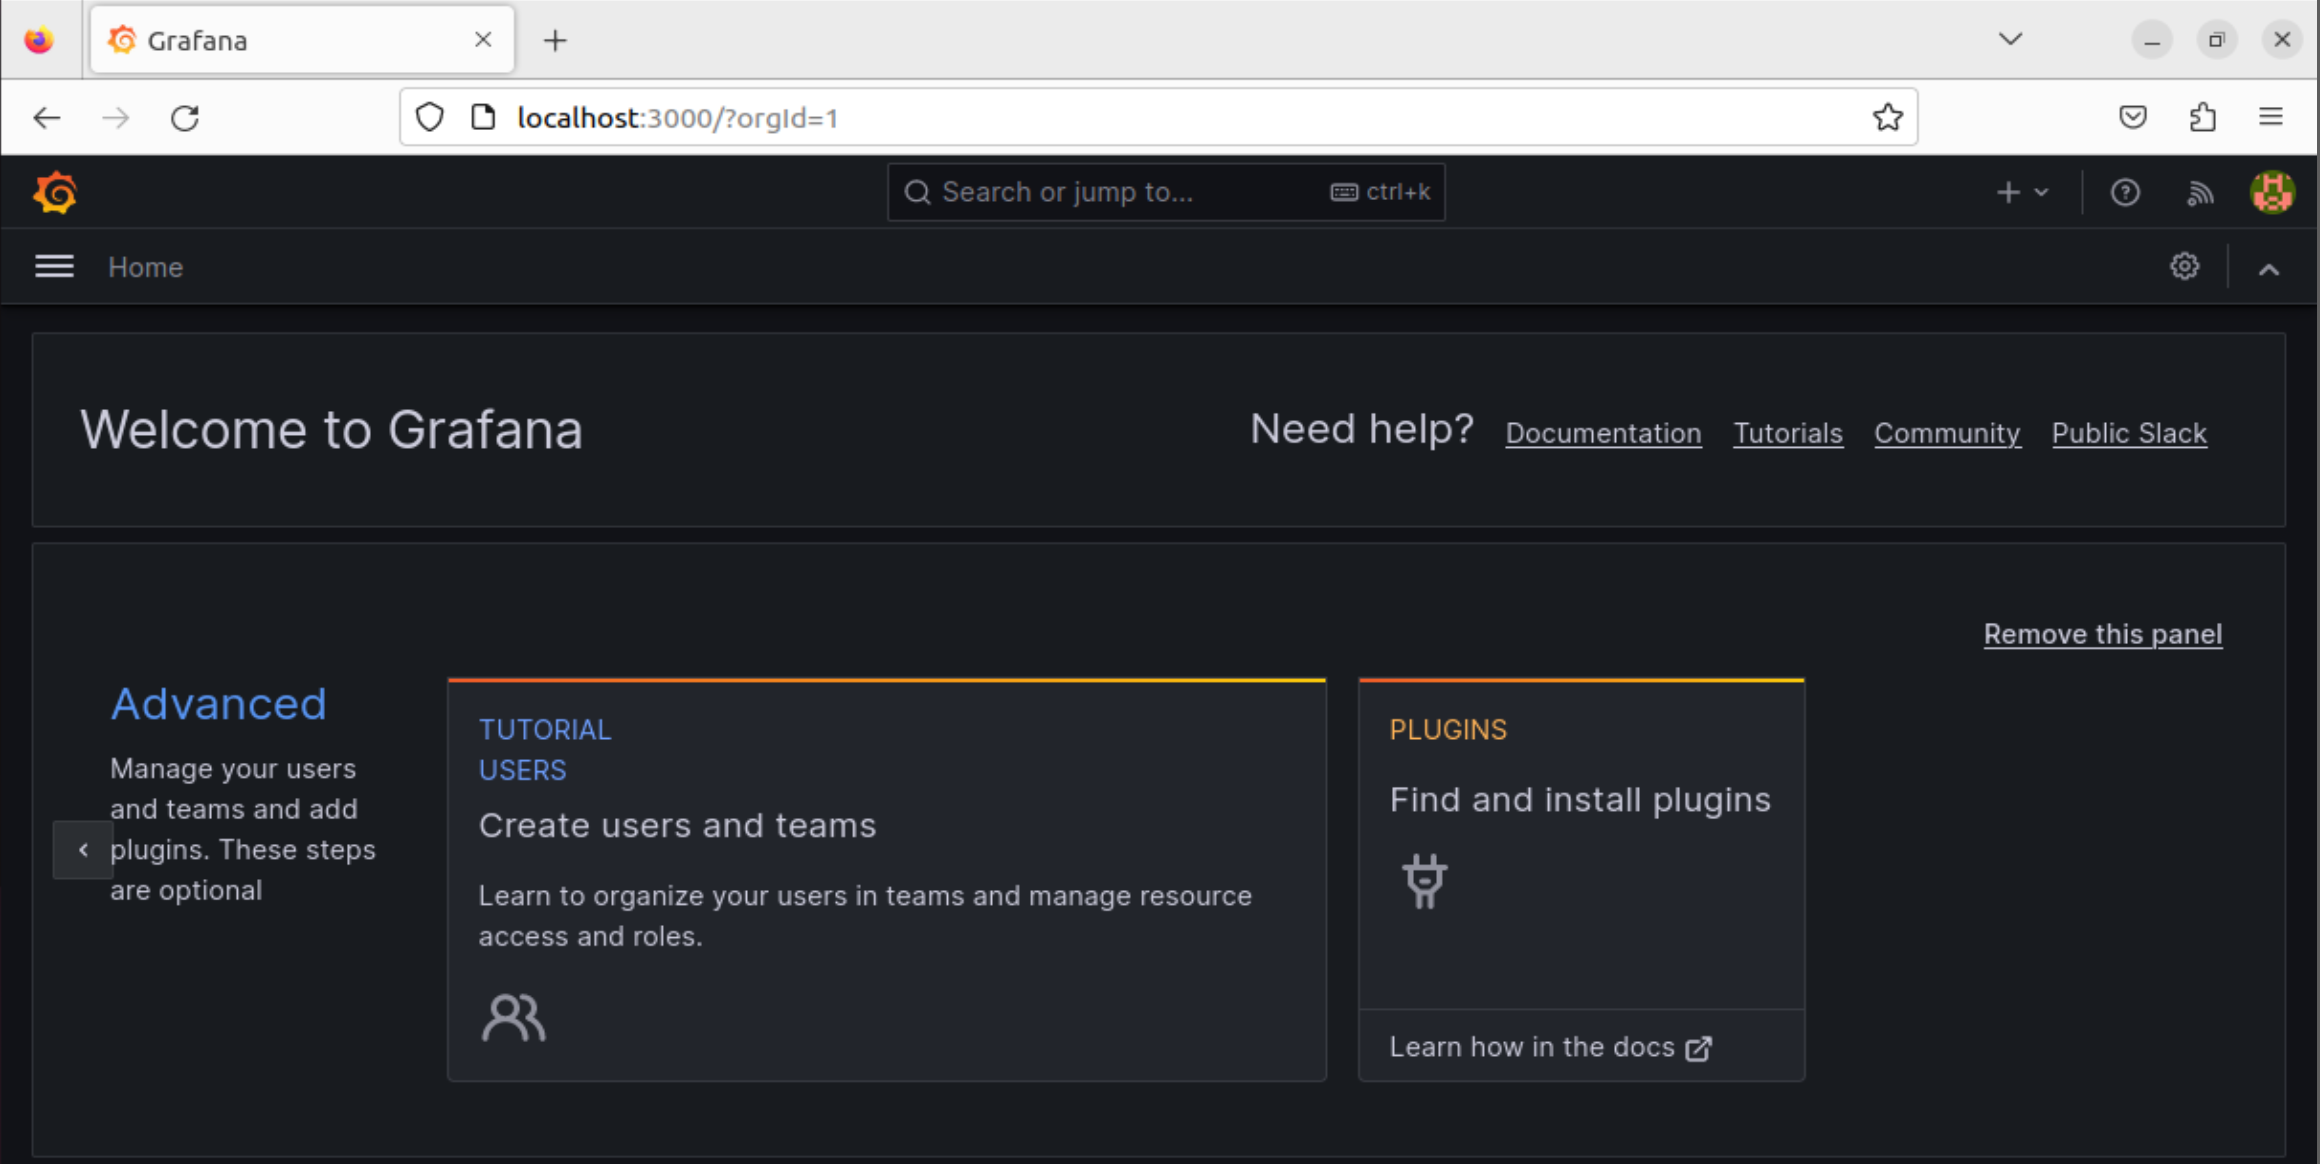 Grafana
localhost:3000/?orgId=1
Search or jump to... ctrl+k
Home
Welcome to Grafana
Need help? Documentation Tutorials Community Public Slack
Remove this panel
Advanced
Manage your users
and teams and add
plugins. These steps
are optional
TUTORIAL
USERS
Create users and teams
Learn to organize your users in teams and manage resource
access and roles.
PLUGINS
Find and install plugins
Learn how in the docs